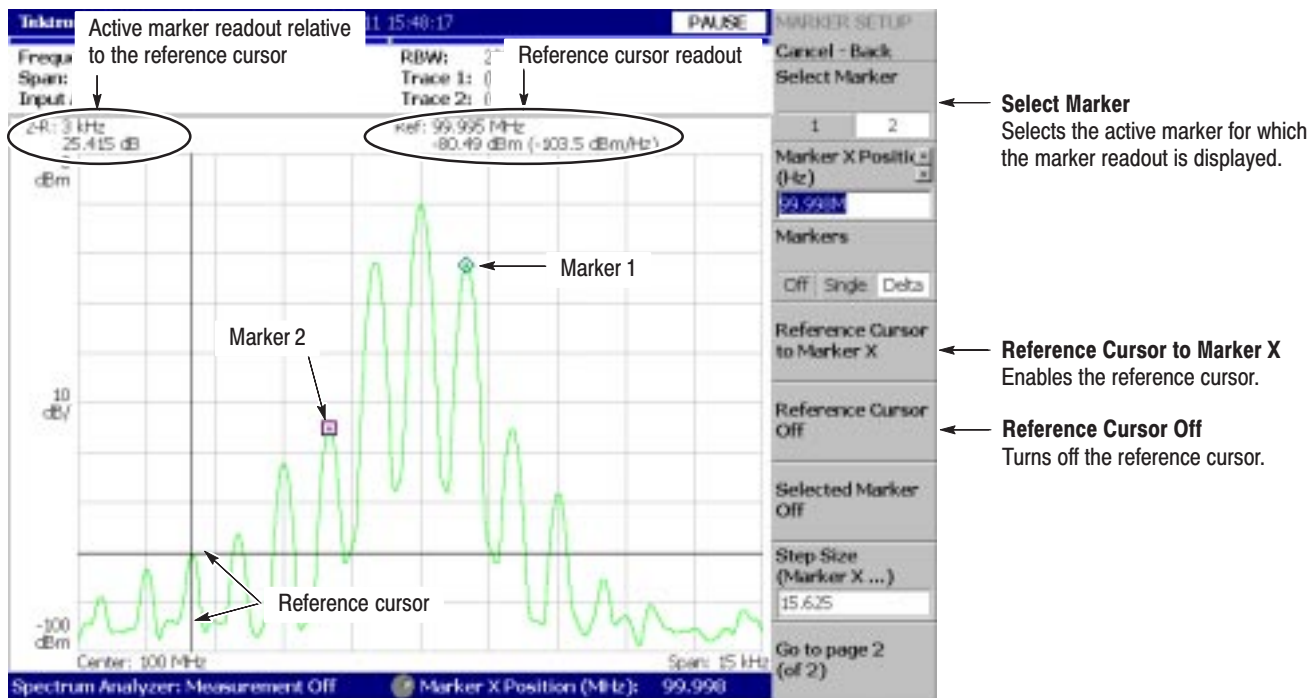 Tektro
11 15:48:17
PAUSE
MARKER SETUP
Active marker readout relative
to the reference cursor
Reference cursor readout
Frequ
Span:
Input
RBW:
Trace 1:
Trace 2:
Cancel - Back
Select Marker
1 2
Select Marker
Selects the active marker for which
the marker readout is displayed.
2-R: 3 kHz
25.415 dB
Ref: 99.995 MHz
-80.49 dBm (-103.5 dBm/Hz)
dBm
Marker X Positi
(Hz)
99.998M
Markers
Off Single Delta
Marker 1
Marker 2
Reference Cursor
to Marker X
Reference Cursor to Marker X
Enables the reference cursor.
10
dB/
Reference Cursor
Off
Reference Cursor Off
Turns off the reference cursor.
Selected Marker
Off
Step Size
(Marker X ...)
15.625
Reference cursor
-100
dBm
Center: 100 MHz
Span: 15 kHz
Go to page 2
(of 2)
Spectrum Analyzer: Measurement Off
Marker X Position (MHz): 99.998